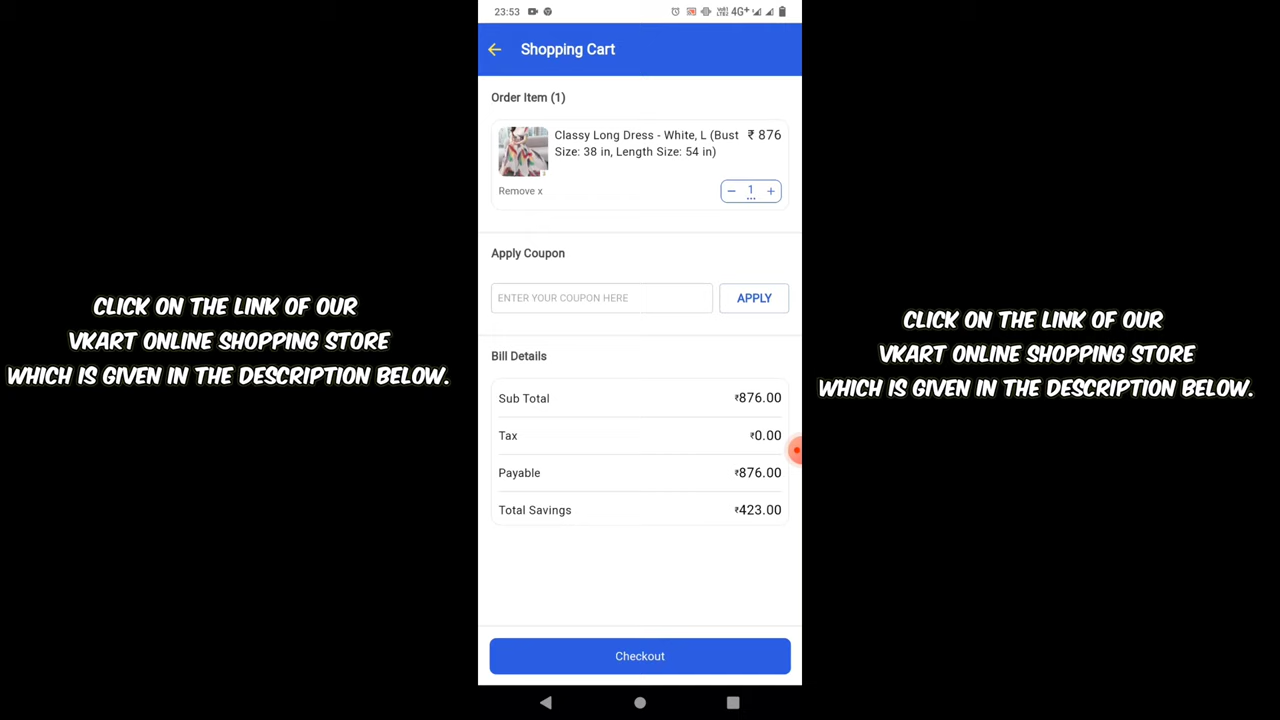 23:53
4G+
Shopping Cart
Order Item (1)
Classy Long Dress - White, L (Bust ₹ 876
Size: 38 in, Length Size: 54 in)
Remove x
− 1 +
Apply Coupon
ENTER YOUR COUPON HERE APPLY
Bill Details
Sub Total ₹876.00
Tax ₹0.00
Payable ₹876.00
Total Savings ₹423.00
Checkout
CLICK ON THE LINK OF OUR
VKART ONLINE SHOPPING STORE
WHICH IS GIVEN IN THE DESCRIPTION BELOW.
CLICK ON THE LINK OF OUR
VKART ONLINE SHOPPING STORE
WHICH IS GIVEN IN THE DESCRIPTION BELOW.